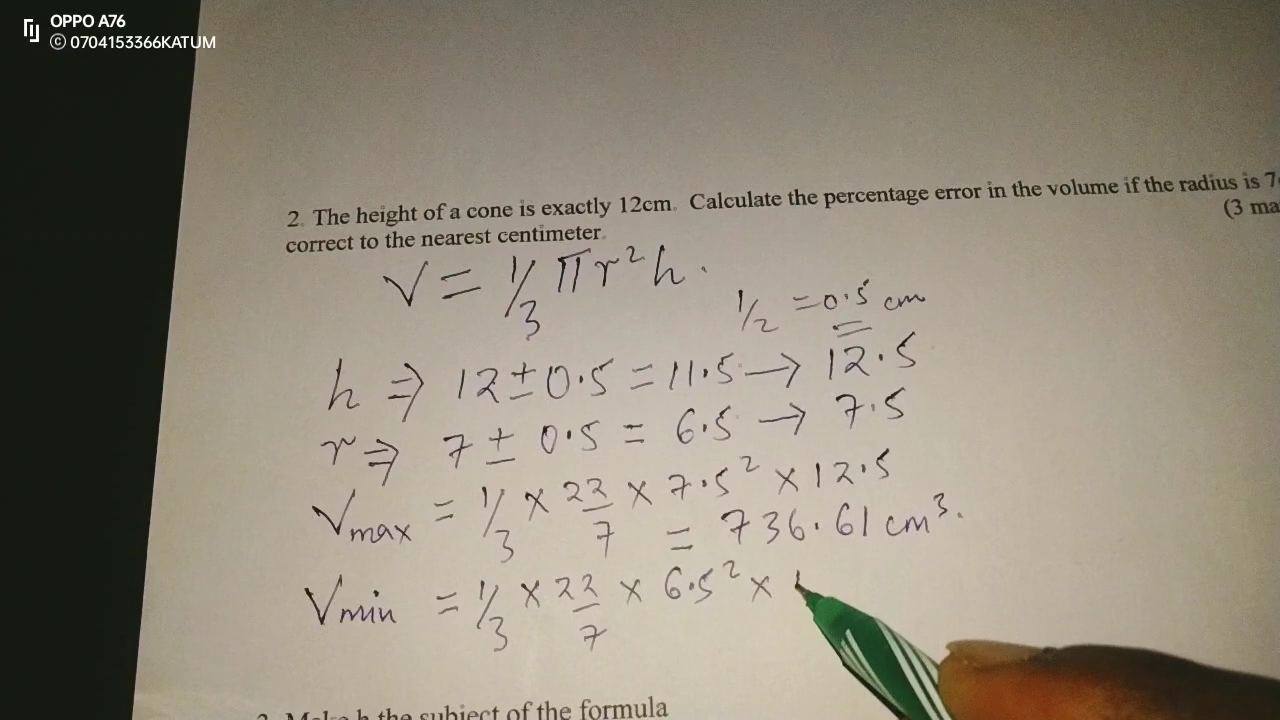 OPPO A76
© 0704153366KATUM
2. The height of a cone is exactly 12cm. Calculate the percentage error in the volume if the radius is 7
(3 ma
correct to the nearest centimeter.
V = 1/3 πr²h.
1/2 = 0.5 cm
h ⇒ 12 ± 0.5 = 11.5 → 12.5
r ⇒ 7 ± 0.5 = 6.5 → 7.5
Vmax = 1/3 × 22/7 × 7.5² × 12.5
= 736.61 cm³.
Vmin = 1/3 × 22/7 × 6.5² ×
Make h the subject of the formula